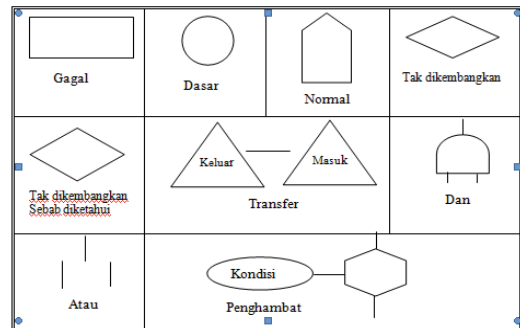 Gagal
Dasar
Normal
Tak dikembangkan
Tak dikembangkan
Sebab diketahui
Keluar
Masuk
Transfer
Dan
Atau
Kondisi
Penghambat